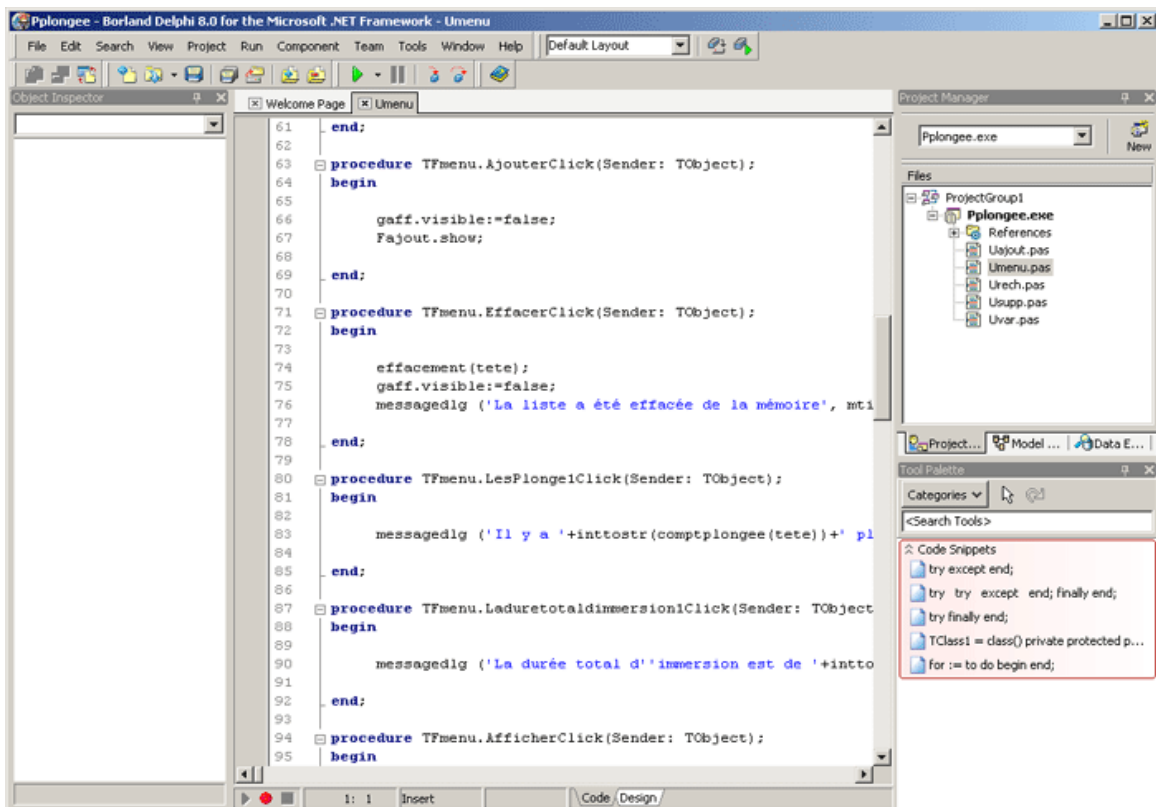 Pplongee - Borland Delphi 8.0 for the Microsoft .NET Framework - Umenu
File Edit Search View Project Run Component Team Tools Window Help Default Layout
Object Inspector
Welcome Page Umenu
61 end;
62
63 procedure TFmenu.AjouterClick(Sender: TObject);
64 begin
65
66 gaff.visible:=false;
67 Fajout.show;
68
69 end;
70
71 procedure TFmenu.EffacerClick(Sender: TObject);
72 begin
73
74 effacement(tete);
75 gaff.visible:=false;
76 messagedlg ('La liste a été effacée de la mémoire', mti
77
78 end;
79
80 procedure TFmenu.LesPlonge1Click(Sender: TObject);
81 begin
82
83 messagedlg ('Il y a '+inttostr(comptplongee(tete))+' pl
84
85 end;
86
87 procedure TFmenu.Laduretotaldimmersion1Click(Sender: TObject
88 begin
89
90 messagedlg ('La durée total d''immersion est de '+intto
91
92 end;
93
94 procedure TFmenu.AfficherClick(Sender: TObject);
95 begin
1: 1 Insert
Code Design
Project Manager
Pplongee.exe
New
Files
ProjectGroup1
Pplongee.exe
References
Uajout.pas
Umenu.pas
Urech.pas
Usupp.pas
Uvar.pas
Project... Model ... Data E...
Tool Palette
Categories
<Search Tools>
Code Snippets
try except end;
try try except end; finally end;
try finally end;
TClass1 = class() private protected p...
for := to do begin end;